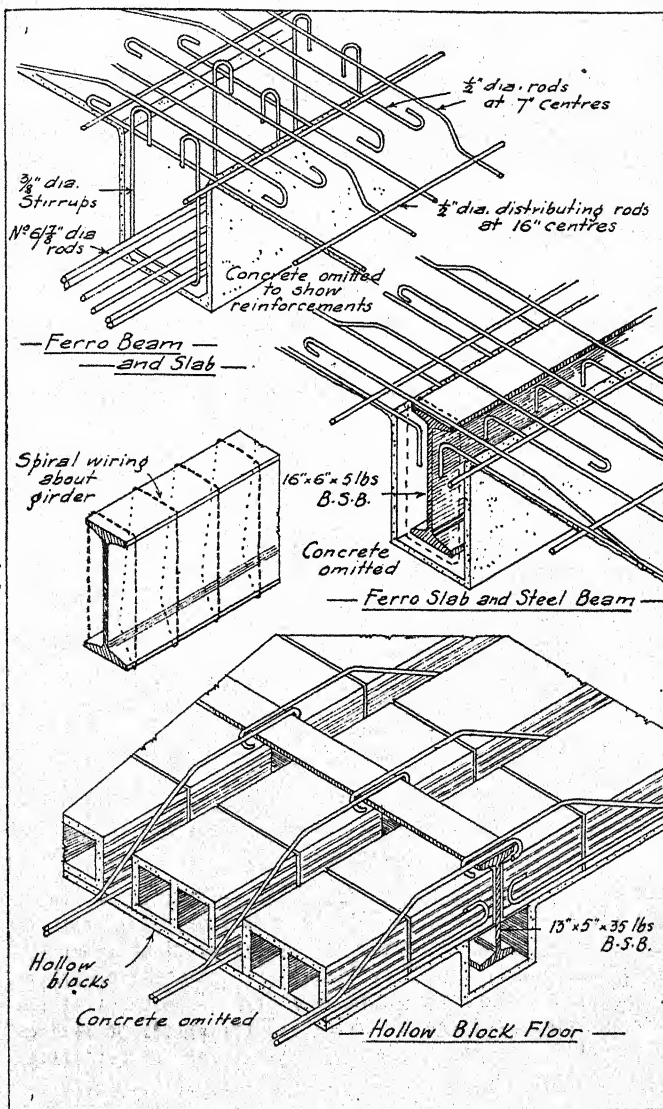 ½" dia. rods
at 7" centres
⅜" dia.
Stirrups
Nº 6/⅞" dia
rods
½" dia. distributing rods
at 16" centres
Concrete omitted
to show
reinforcements
— Ferro Beam
— and Slab —
Spiral wiring
about
girder
16"x 6"x 5 lbs
B.S.B.
Concrete
omitted
— Ferro Slab and Steel Beam —
13"x 5"x 35 lbs
B.S.B.
Hollow
blocks
Concrete omitted
— Hollow Block Floor —